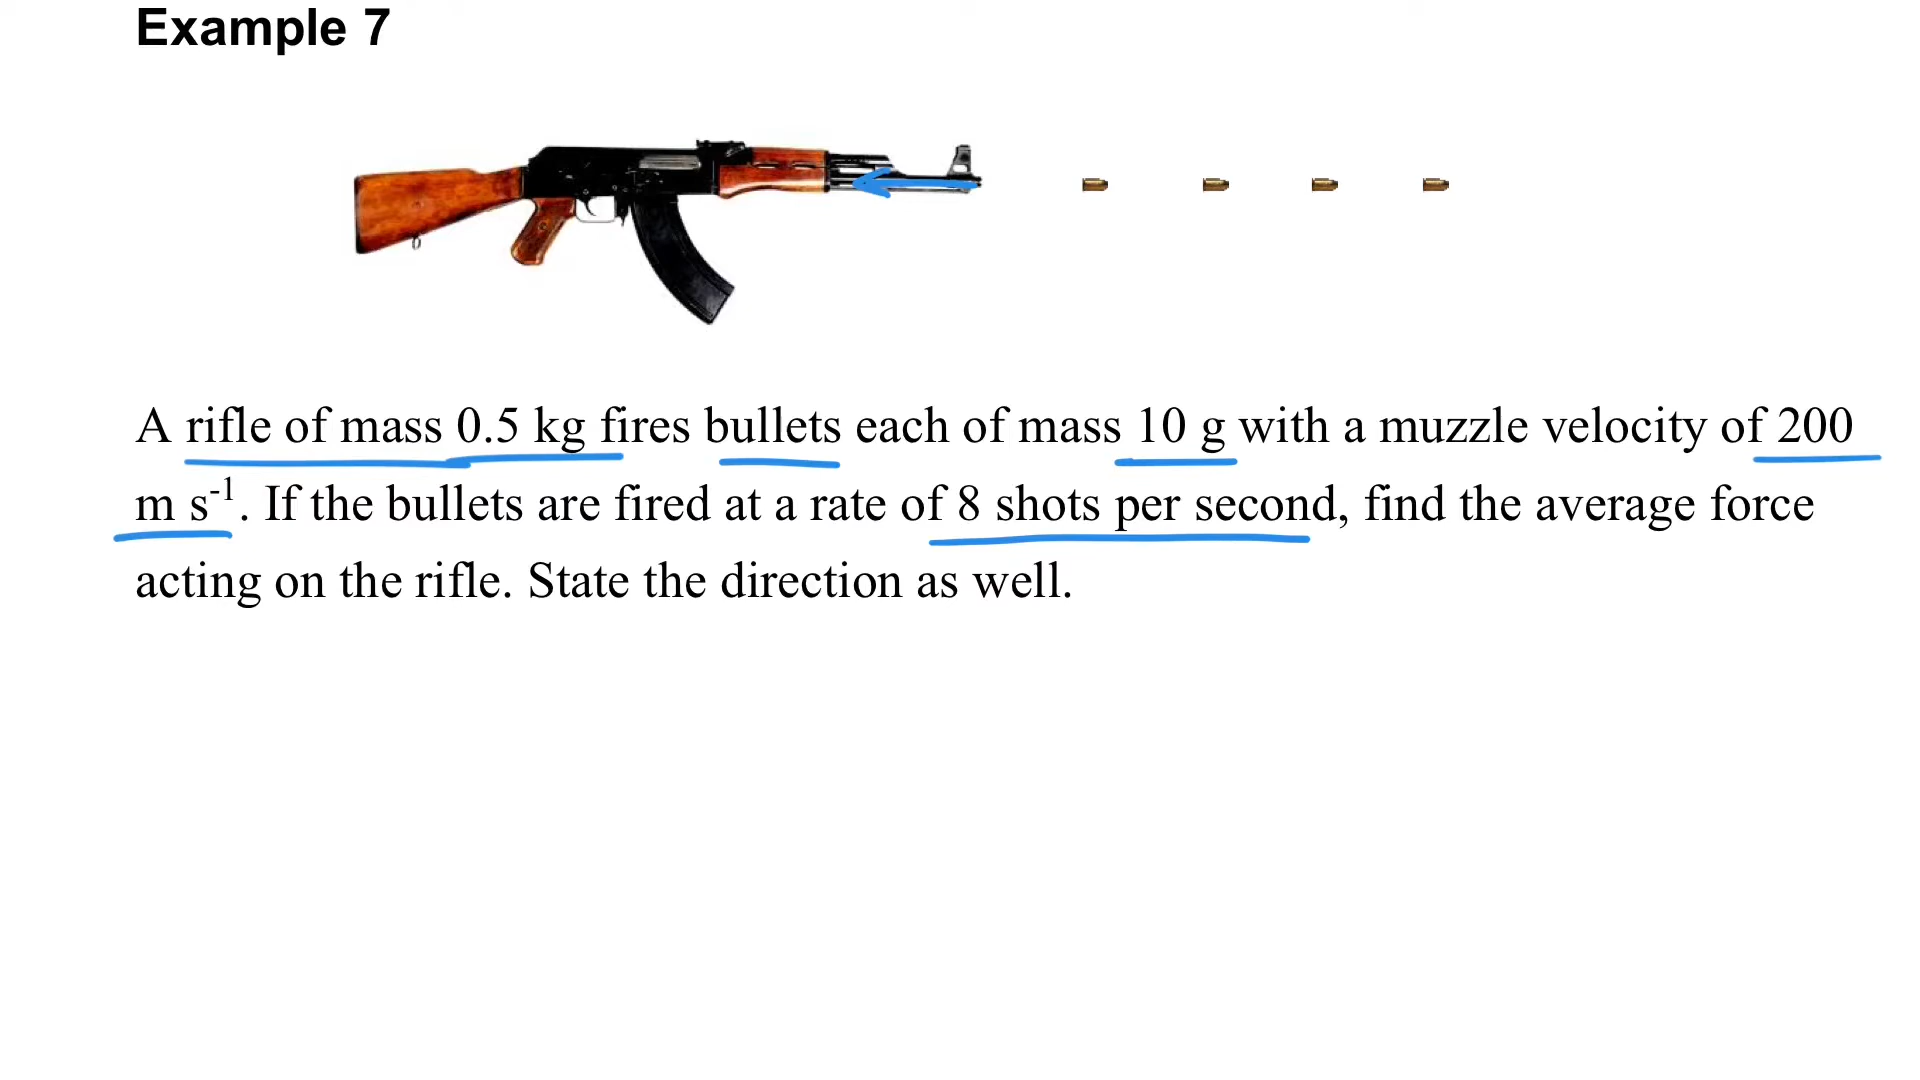 Example 7
A rifle of mass 0.5 kg fires bullets each of mass 10 g with a muzzle velocity of 200
m s⁻¹. If the bullets are fired at a rate of 8 shots per second, find the average force
acting on the rifle. State the direction as well.